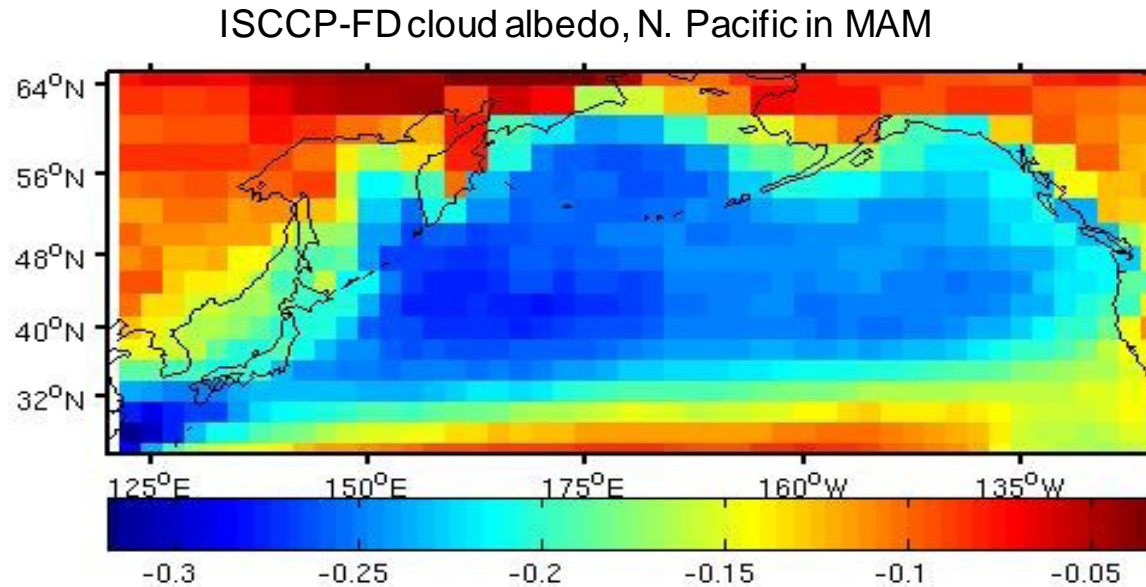 ISCCP-FD cloud albedo, N. Pacific in MAM
64°N
56°N
48°N
40°N
32°N
125°E 150°E 175°E 160°W 135°W
-0.3 -0.25 -0.2 -0.15 -0.1 -0.05